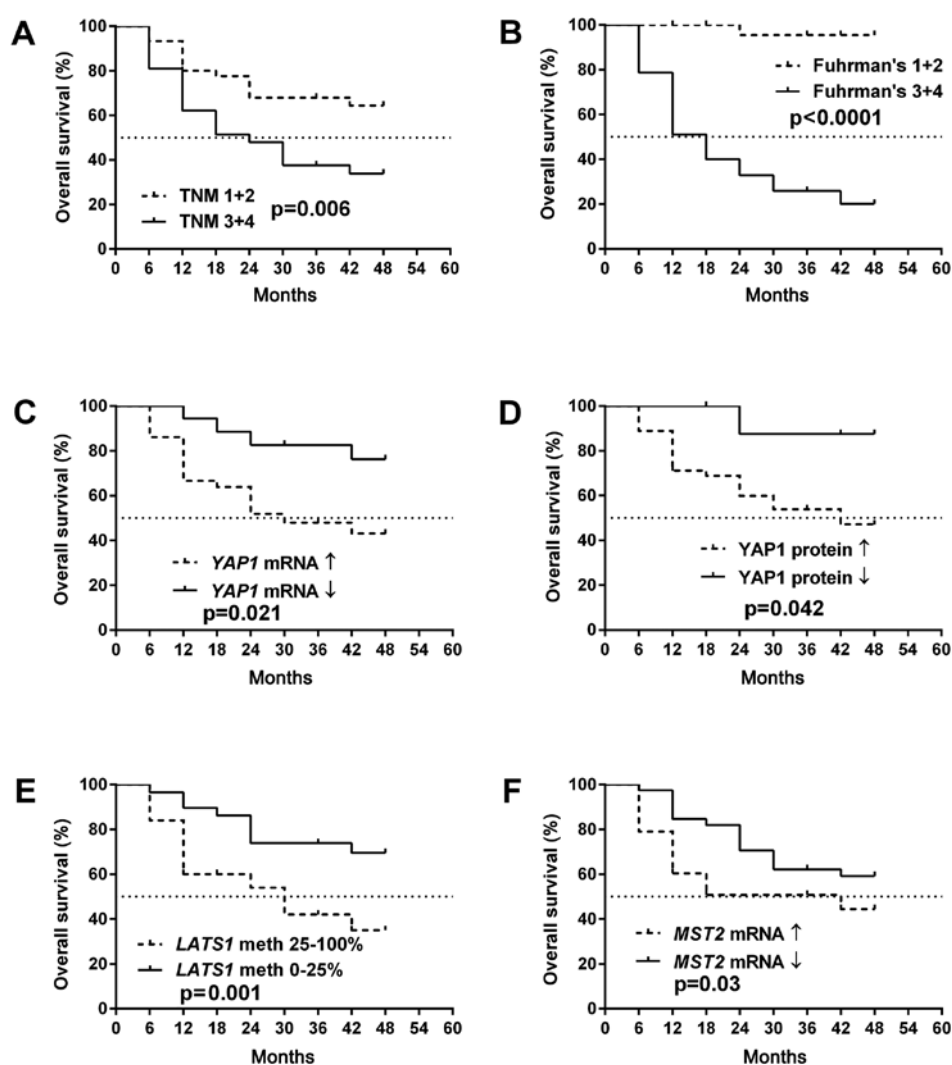 A
Overall survival (%)
100
80
60
40
20
0
TNM 1+2
TNM 3+4
p=0.006
0 6 12 18 24 30 36 42 48 54 60
Months
B
Overall survival (%)
100
80
60
40
20
0
Fuhrman's 1+2
Fuhrman's 3+4
p<0.0001
0 6 12 18 24 30 36 42 48 54 60
Months
C
Overall survival (%)
100
80
60
40
20
0
YAP1 mRNA ↑
YAP1 mRNA ↓
p=0.021
0 6 12 18 24 30 36 42 48 54 60
Months
D
Overall survival (%)
100
80
60
40
20
0
YAP1 protein ↑
YAP1 protein ↓
p=0.042
0 6 12 18 24 30 36 42 48 54 60
Months
E
Overall survival (%)
100
80
60
40
20
0
LATS1 meth 25-100%
LATS1 meth 0-25%
p=0.001
0 6 12 18 24 30 36 42 48 54 60
Months
F
Overall survival (%)
100
80
60
40
20
0
MST2 mRNA ↑
MST2 mRNA ↓
p=0.03
0 6 12 18 24 30 36 42 48 54 60
Months